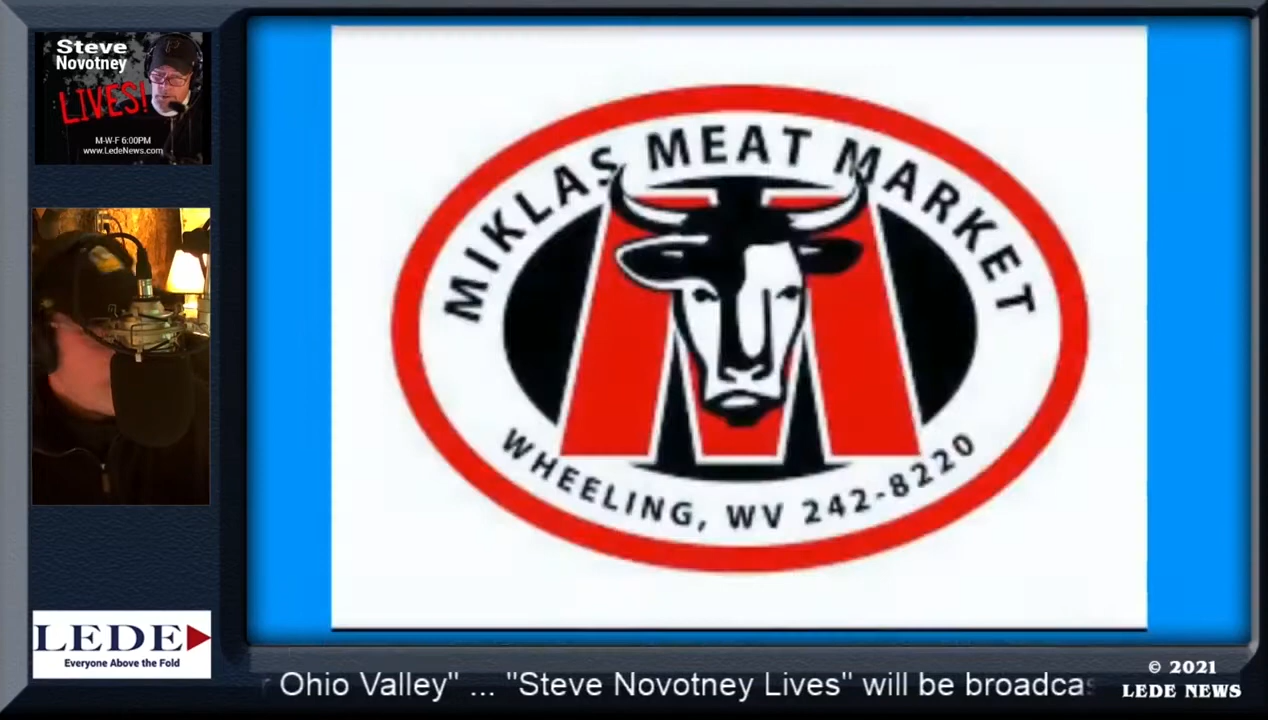 Steve
Novotney
LIVES!
M-W-F 6:00PM
www.LedeNews.com
MIKLAS MEAT MARKET
WHEELING, WV 242-8220
LEDE
Everyone Above the Fold
Ohio Valley" ... "Steve Novotney Lives" will be
© 2021
LEDE NEWS